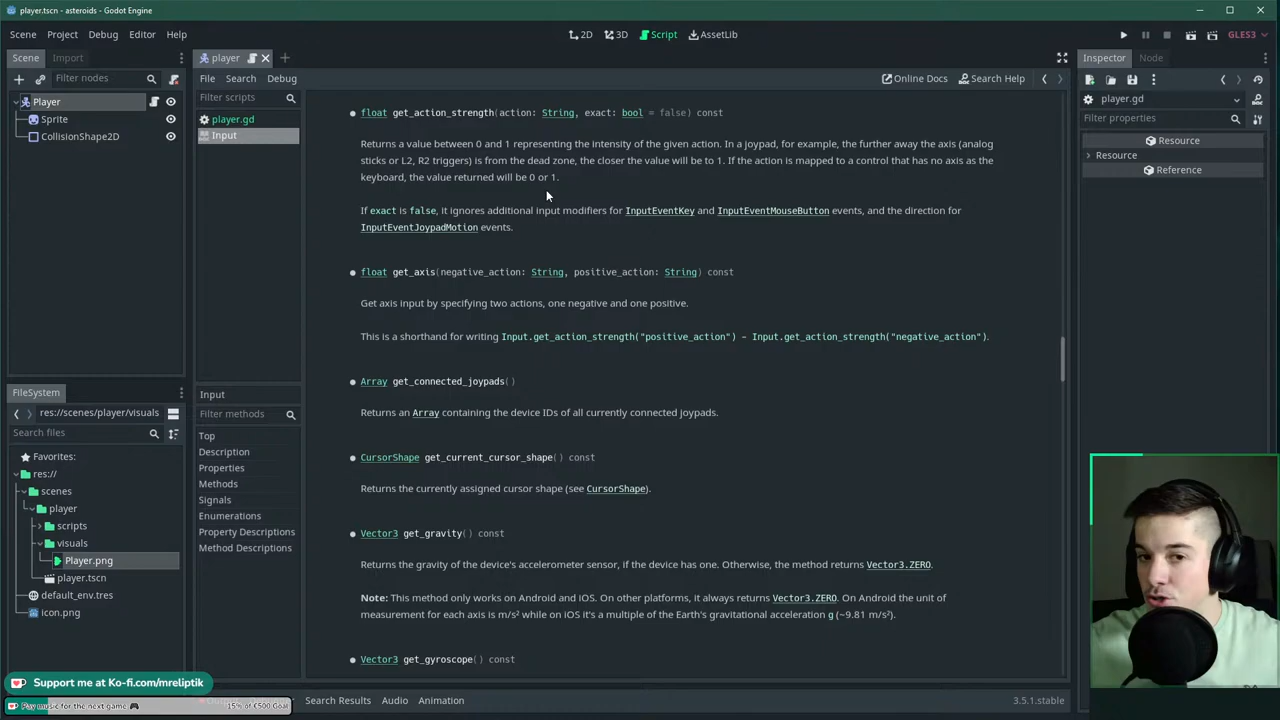 player.tscn - asteroids - Godot Engine
Scene Project Debug Editor Help
2D 3D Script AssetLib
GLES3
Scene Import
player
Inspector Node
Filter nodes
File Search Debug
Online Docs Search Help
Player
Sprite
CollisionShape2D
Filter scripts
player.gd
Input
float get_action_strength(action: String, exact: bool = false) const
Returns a value between 0 and 1 representing the intensity of the given action. In a joypad, for example, the further away the axis (analog
sticks or L2, R2 triggers) is from the dead zone, the closer the value will be to 1. If the action is mapped to a control that has no axis as the
keyboard, the value returned will be 0 or 1.
If exact is false, it ignores additional input modifiers for InputEventKey and InputEventMouseButton events, and the direction for
InputEventJoypadMotion events.
float get_axis(negative_action: String, positive_action: String) const
Get axis input by specifying two actions, one negative and one positive.
This is a shorthand for writing Input.get_action_strength("positive_action") - Input.get_action_strength("negative_action").
Array get_connected_joypads()
Returns an Array containing the device IDs of all currently connected joypads.
CursorShape get_current_cursor_shape() const
Returns the currently assigned cursor shape (see CursorShape).
Vector3 get_gravity() const
Returns the gravity of the device's accelerometer sensor, if the device has one. Otherwise, the method returns Vector3.ZERO.
Note: This method only works on Android and iOS. On other platforms, it always returns Vector3.ZERO. On Android the unit of
measurement for each axis is m/s² while on iOS it's a multiple of the Earth's gravitational acceleration g (~9.81 m/s²).
Vector3 get_gyroscope() const
player.gd
Filter properties
Resource
Resource
Reference
FileSystem
res://scenes/player/visuals
Search files
Favorites:
res://
scenes
player
scripts
visuals
Player.png
player.tscn
default_env.tres
icon.png
Input
Filter methods
Top
Description
Properties
Methods
Signals
Enumerations
Property Descriptions
Method Descriptions
Support me at Ko-fi.com/mreliptik
Play music for the next game
15% of €500 Goal
Search Results Audio Animation
3.5.1.stable